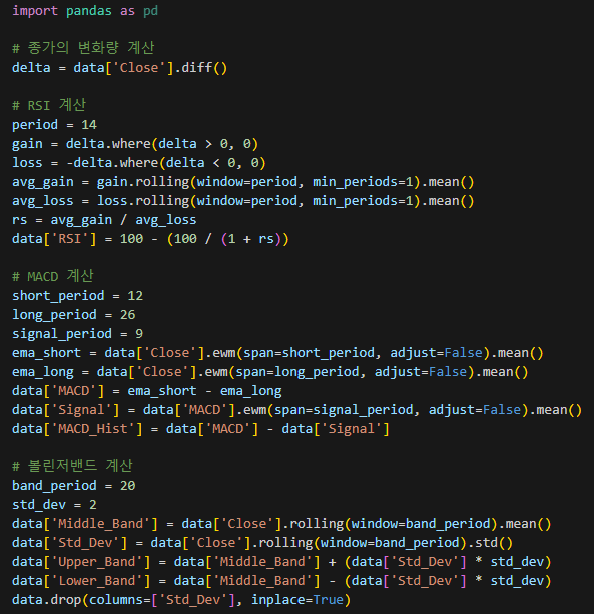 import pandas as pd
# 종가의 변화량 계산
delta = data['Close'].diff()
# RSI 계산
period = 14
gain = delta.where(delta > 0, 0)
loss = -delta.where(delta < 0, 0)
avg_gain = gain.rolling(window=period, min_periods=1).mean()
avg_loss = loss.rolling(window=period, min_periods=1).mean()
rs = avg_gain / avg_loss
data['RSI'] = 100 - (100 / (1 + rs))
# MACD 계산
short_period = 12
long_period = 26
signal_period = 9
ema_short = data['Close'].ewm(span=short_period, adjust=False).mean()
ema_long = data['Close'].ewm(span=long_period, adjust=False).mean()
data['MACD'] = ema_short - ema_long
data['Signal'] = data['MACD'].ewm(span=signal_period, adjust=False).mean()
data['MACD_Hist'] = data['MACD'] - data['Signal']
# 볼린저밴드 계산
band_period = 20
std_dev = 2
data['Middle_Band'] = data['Close'].rolling(window=band_period).mean()
data['Std_Dev'] = data['Close'].rolling(window=band_period).std()
data['Upper_Band'] = data['Middle_Band'] + (data['Std_Dev'] * std_dev)
data['Lower_Band'] = data['Middle_Band'] - (data['Std_Dev'] * std_dev)
data.drop(columns=['Std_Dev'], inplace=True)